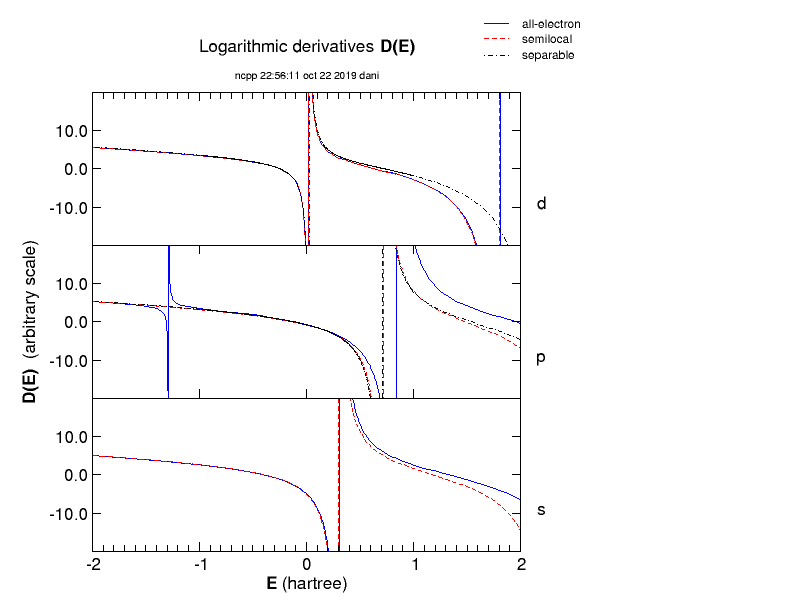 all-electron
semilocal
separable
Logarithmic derivatives D(E)
ncpp 22:56:11 oct 22 2019 dani
10.0
0.0
-10.0
d
10.0
0.0
-10.0
p
10.0
0.0
-10.0
s
D(E) (arbitrary scale)
-2 -1 0 1 2
E (hartree)